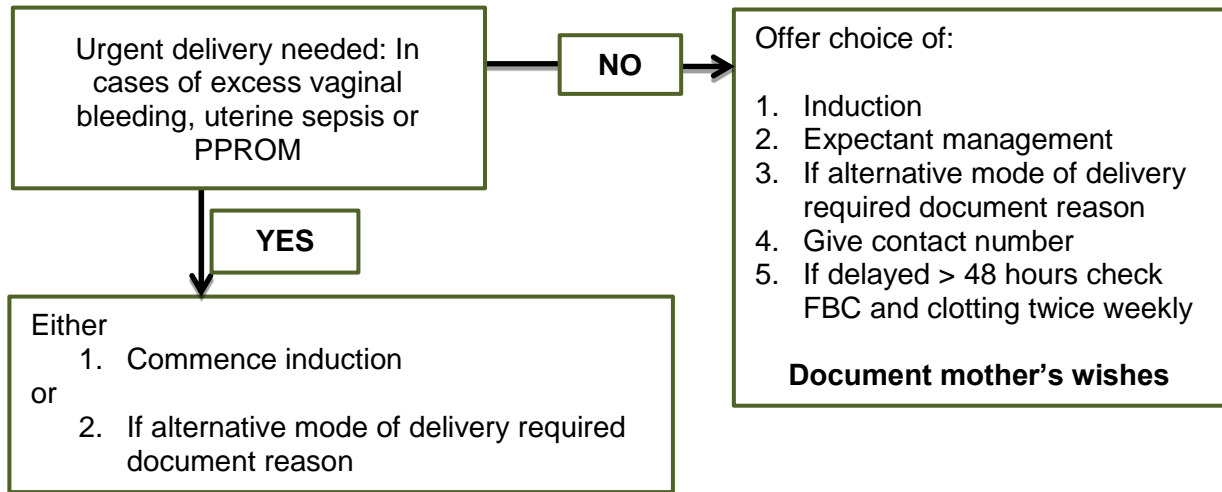 Urgent delivery needed: In
cases of excess vaginal
bleeding, uterine sepsis or
PPROM
NO
Offer choice of:
1. Induction
2. Expectant management
3. If alternative mode of delivery
required document reason
4. Give contact number
5. If delayed > 48 hours check
FBC and clotting twice weekly
Document mother’s wishes
YES
Either
1. Commence induction
or
2. If alternative mode of delivery required
document reason